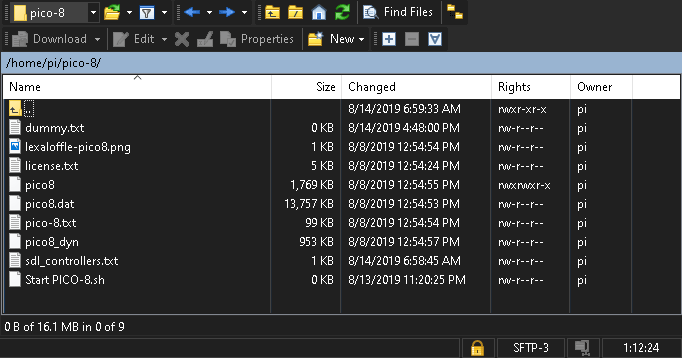 pico-8
Find Files
Download Edit Properties New
/home/pi/pico-8/
Name Size Changed Rights Owner
.. 8/14/2019 6:59:33 AM rwxr-xr-x pi
dummy.txt 0 KB 8/14/2019 4:48:00 PM rw-r--r-- pi
lexaloffle-pico8.png 1 KB 8/8/2019 12:54:54 PM rw-r--r-- pi
license.txt 5 KB 8/8/2019 12:54:24 PM rw-r--r-- pi
pico8 1,769 KB 8/8/2019 12:54:55 PM rwxrwxr-x pi
pico8.dat 13,757 KB 8/8/2019 12:54:53 PM rw-r--r-- pi
pico-8.txt 99 KB 8/8/2019 12:54:54 PM rw-r--r-- pi
pico8_dyn 953 KB 8/8/2019 12:54:57 PM rw-r--r-- pi
sdl_controllers.txt 1 KB 8/14/2019 6:58:45 AM rw-r--r-- pi
Start PICO-8.sh 0 KB 8/13/2019 11:20:25 PM rw-r--r-- pi
0 B of 16.1 MB in 0 of 9
SFTP-3 1:12:24